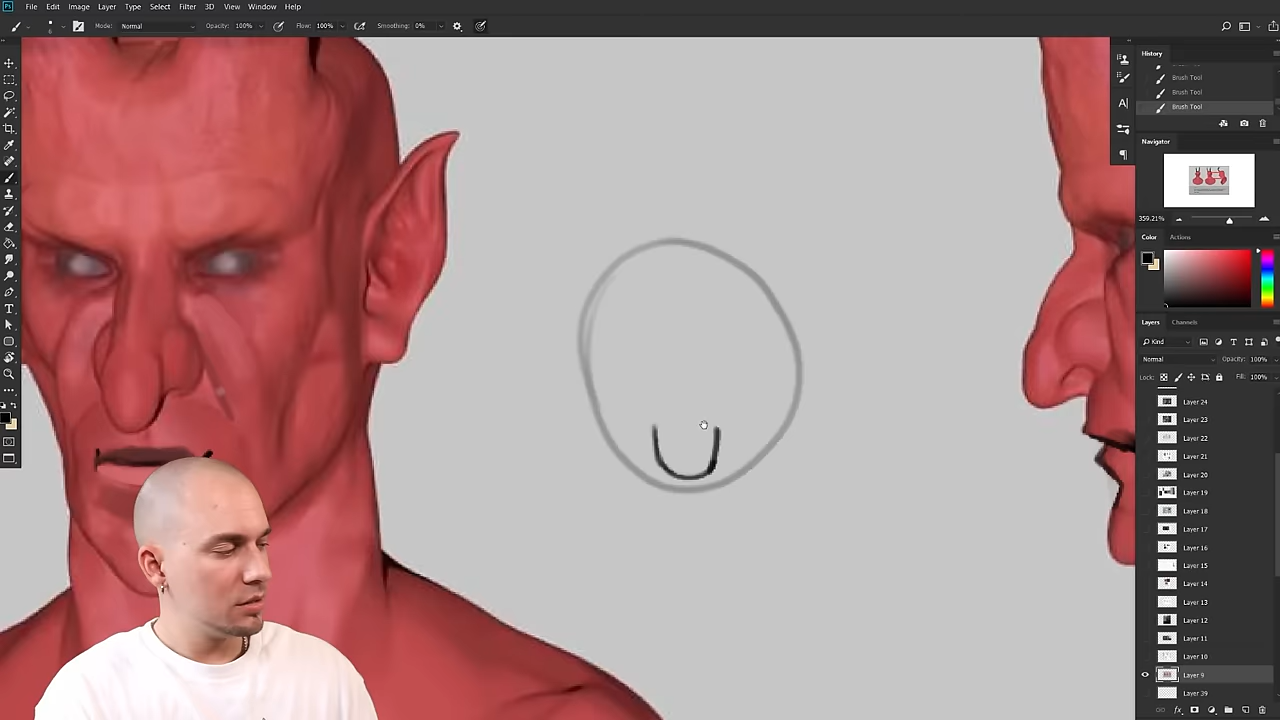 Ps File Edit Image Layer Type Select Filter 3D View Window Help
Mode: Normal Opacity: 100% Flow: 100% Smoothing: 0%
History
Brush Tool
Brush Tool
Brush Tool
Navigator
359.21%
Color Actions
Layers Channels
Kind
Normal Opacity: 100%
Lock: Fill: 100%
Layer 24
Layer 23
Layer 22
Layer 21
Layer 20
Layer 19
Layer 18
Layer 17
Layer 16
Layer 15
Layer 14
Layer 13
Layer 12
Layer 11
Layer 10
Layer 9
Layer 39